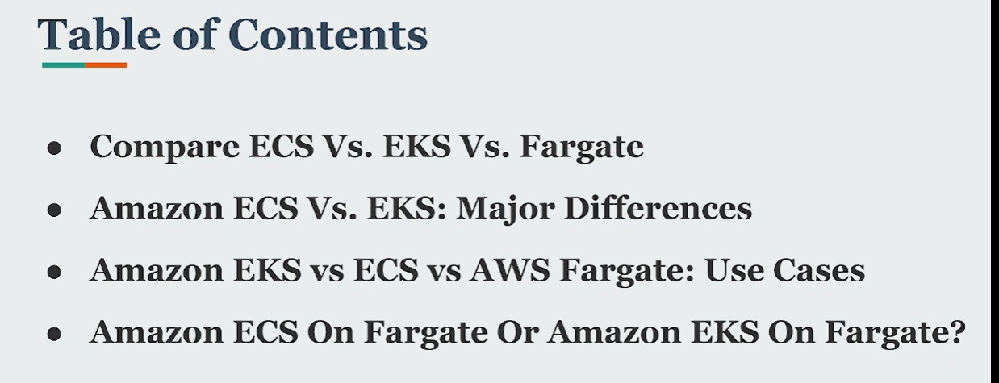 Table of Contents
● Compare ECS Vs. EKS Vs. Fargate
● Amazon ECS Vs. EKS: Major Differences
● Amazon EKS vs ECS vs AWS Fargate: Use Cases
● Amazon ECS On Fargate Or Amazon EKS On Fargate?